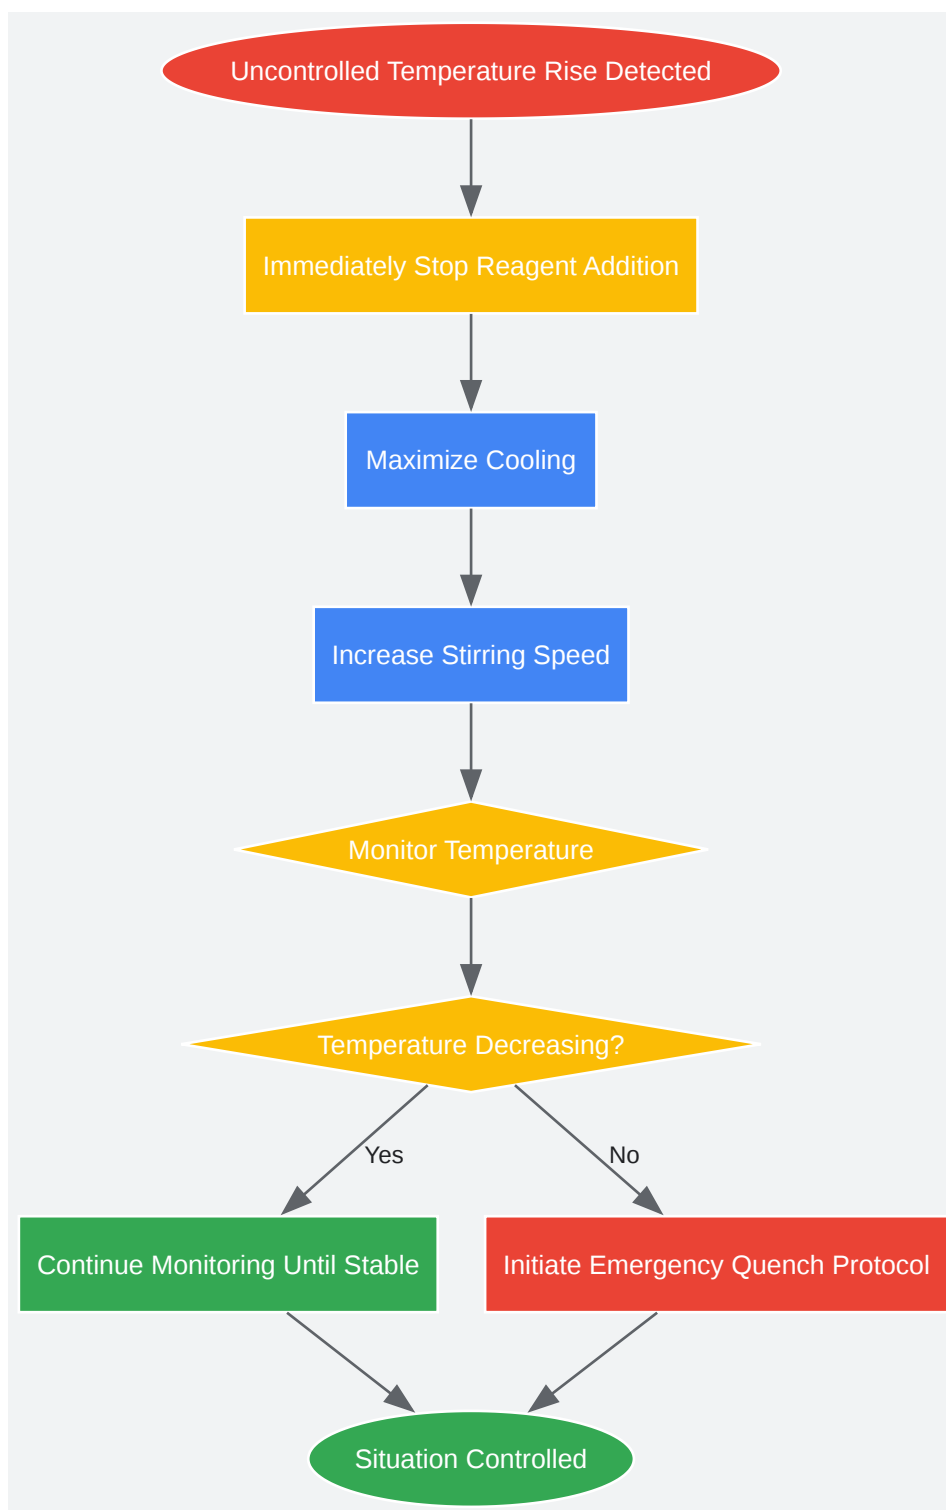 Uncontrolled Temperature Rise Detected
Immediately Stop Reagent Addition
Maximize Cooling
Increase Stirring Speed
Monitor Temperature
Temperature Decreasing?
Yes
No
Continue Monitoring Until Stable
Initiate Emergency Quench Protocol
Situation Controlled